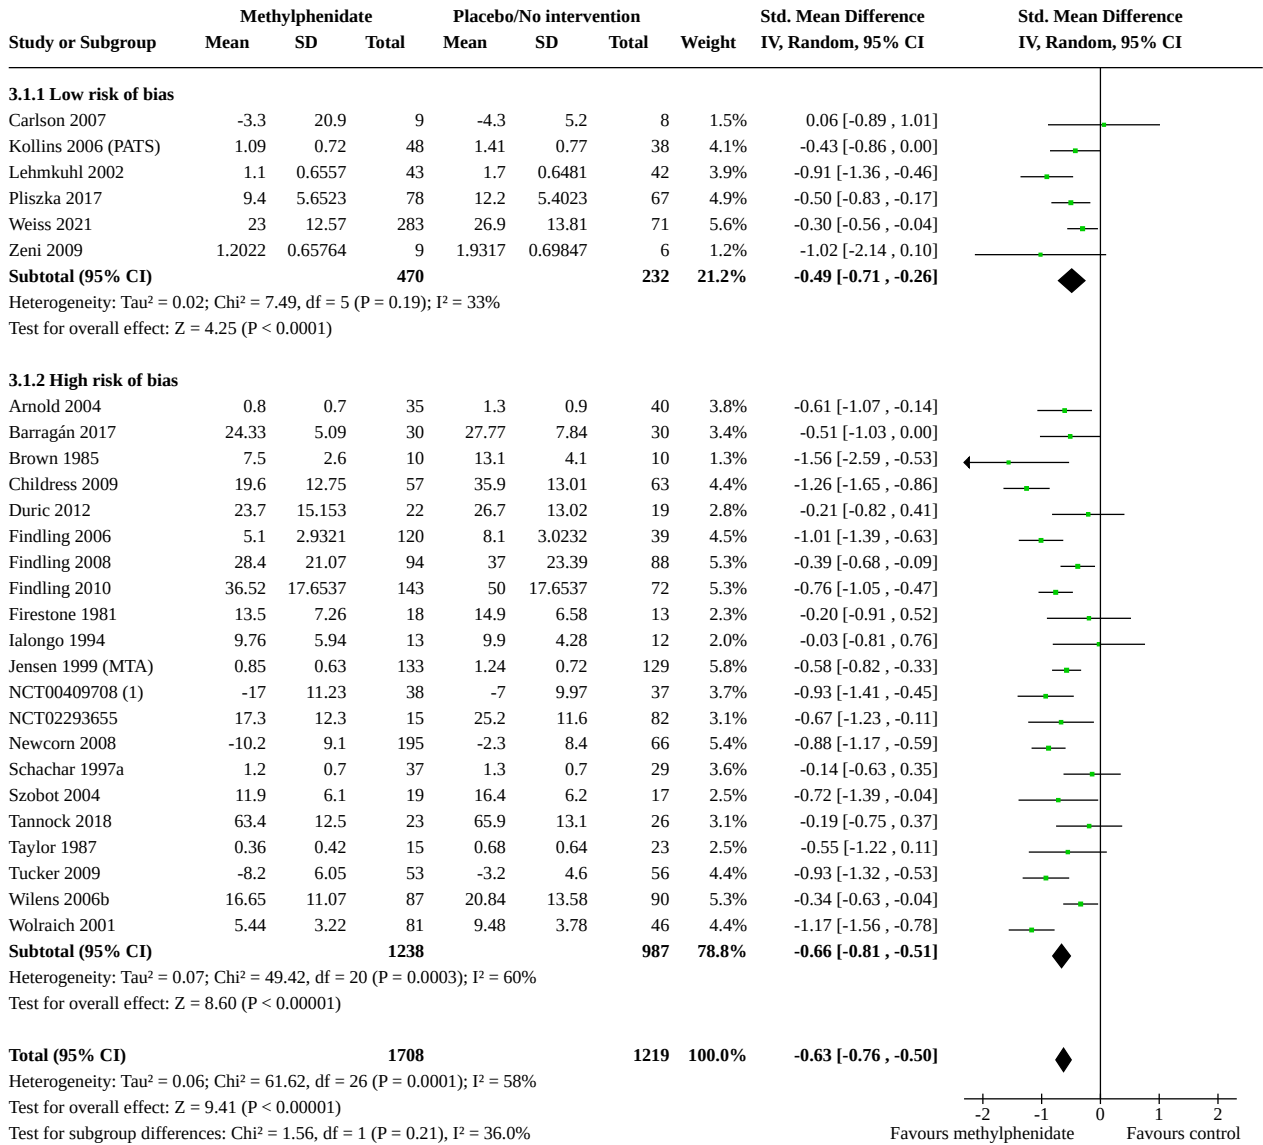 Methylphenidate Placebo/No intervention Std. Mean Difference Std. Mean Difference
Study or Subgroup Mean SD Total Mean SD Total Weight IV, Random, 95% CI IV, Random, 95% CI
3.1.1 Low risk of bias
Carlson 2007 -3.3 20.9 9 -4.3 5.2 8 1.5% 0.06 [-0.89 , 1.01]
Kollins 2006 (PATS) 1.09 0.72 48 1.41 0.77 38 4.1% -0.43 [-0.86 , 0.00]
Lehmkuhl 2002 1.1 0.6557 43 1.7 0.6481 42 3.9% -0.91 [-1.36 , -0.46]
Pliszka 2017 9.4 5.6523 78 12.2 5.4023 67 4.9% -0.50 [-0.83 , -0.17]
Weiss 2021 23 12.57 283 26.9 13.81 71 5.6% -0.30 [-0.56 , -0.04]
Zeni 2009 1.2022 0.65764 9 1.9317 0.69847 6 1.2% -1.02 [-2.14 , 0.10]
Subtotal (95% CI) 470 232 21.2% -0.49 [-0.71 , -0.26]
Heterogeneity: Tau² = 0.02; Chi² = 7.49, df = 5 (P = 0.19); I² = 33%
Test for overall effect: Z = 4.25 (P < 0.0001)
3.1.2 High risk of bias
Arnold 2004 0.8 0.7 35 1.3 0.9 40 3.8% -0.61 [-1.07 , -0.14]
Barragán 2017 24.33 5.09 30 27.77 7.84 30 3.4% -0.51 [-1.03 , 0.00]
Brown 1985 7.5 2.6 10 13.1 4.1 10 1.3% -1.56 [-2.59 , -0.53]
Childress 2009 19.6 12.75 57 35.9 13.01 63 4.4% -1.26 [-1.65 , -0.86]
Duric 2012 23.7 15.153 22 26.7 13.02 19 2.8% -0.21 [-0.82 , 0.41]
Findling 2006 5.1 2.9321 120 8.1 3.0232 39 4.5% -1.01 [-1.39 , -0.63]
Findling 2008 28.4 21.07 94 37 23.39 88 5.3% -0.39 [-0.68 , -0.09]
Findling 2010 36.52 17.6537 143 50 17.6537 72 5.3% -0.76 [-1.05 , -0.47]
Firestone 1981 13.5 7.26 18 14.9 6.58 13 2.3% -0.20 [-0.91 , 0.52]
Ialongo 1994 9.76 5.94 13 9.9 4.28 12 2.0% -0.03 [-0.81 , 0.76]
Jensen 1999 (MTA) 0.85 0.63 133 1.24 0.72 129 5.8% -0.58 [-0.82 , -0.33]
NCT00409708 (1) -17 11.23 38 -7 9.97 37 3.7% -0.93 [-1.41 , -0.45]
NCT02293655 17.3 12.3 15 25.2 11.6 82 3.1% -0.67 [-1.23 , -0.11]
Newcorn 2008 -10.2 9.1 195 -2.3 8.4 66 5.4% -0.88 [-1.17 , -0.59]
Schachar 1997a 1.2 0.7 37 1.3 0.7 29 3.6% -0.14 [-0.63 , 0.35]
Szobot 2004 11.9 6.1 19 16.4 6.2 17 2.5% -0.72 [-1.39 , -0.04]
Tannock 2018 63.4 12.5 23 65.9 13.1 26 3.1% -0.19 [-0.75 , 0.37]
Taylor 1987 0.36 0.42 15 0.68 0.64 23 2.5% -0.55 [-1.22 , 0.11]
Tucker 2009 -8.2 6.05 53 -3.2 4.6 56 4.4% -0.93 [-1.32 , -0.53]
Wilens 2006b 16.65 11.07 87 20.84 13.58 90 5.3% -0.34 [-0.63 , -0.04]
Wolraich 2001 5.44 3.22 81 9.48 3.78 46 4.4% -1.17 [-1.56 , -0.78]
Subtotal (95% CI) 1238 987 78.8% -0.66 [-0.81 , -0.51]
Heterogeneity: Tau² = 0.07; Chi² = 49.42, df = 20 (P = 0.0003); I² = 60%
Test for overall effect: Z = 8.60 (P < 0.00001)
Total (95% CI) 1708 1219 100.0% -0.63 [-0.76 , -0.50]
Heterogeneity: Tau² = 0.06; Chi² = 61.62, df = 26 (P = 0.0001); I² = 58%
Test for overall effect: Z = 9.41 (P < 0.00001) -2 -1 0 1 2
Test for subgroup differences: Chi² = 1.56, df = 1 (P = 0.21), I² = 36.0% Favours methylphenidate Favours control